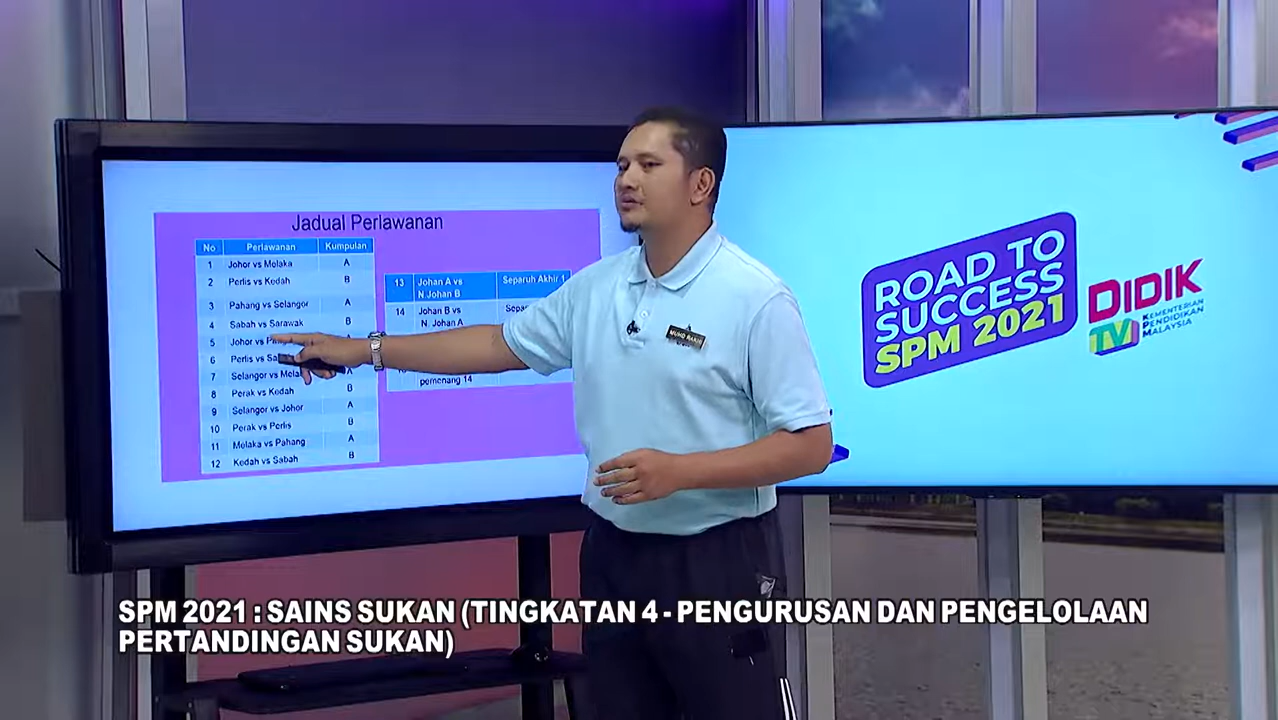 Jadual Perlawanan
No Perlawanan Kumpulan
1 Johor vs Melaka A
2 Perlis vs Kedah B
3 Pahang vs Selangor A
4 Sabah vs Sarawak B
5 Johor vs
6 Perlis vs
7 Selangor vs A
8 Perak vs Kedah B
9 Selangor vs Johor A
10 Perak vs Perlis B
11 Melaka vs Pahang A
12 Kedah vs Sabah B
13 Johan A vs Separuh Akhir 1
N.Johan B
14 Johan B vs
N. Johan A
pemenang 14
ROAD TO
SUCCESS
SPM 2021
DIDIK
TV
KEMENTERIAN
PENDIDIKAN
MALAYSIA
SPM 2021 : SAINS SUKAN (TINGKATAN 4 - PENGURUSAN DAN PENGELOLAAN
PERTANDINGAN SUKAN)